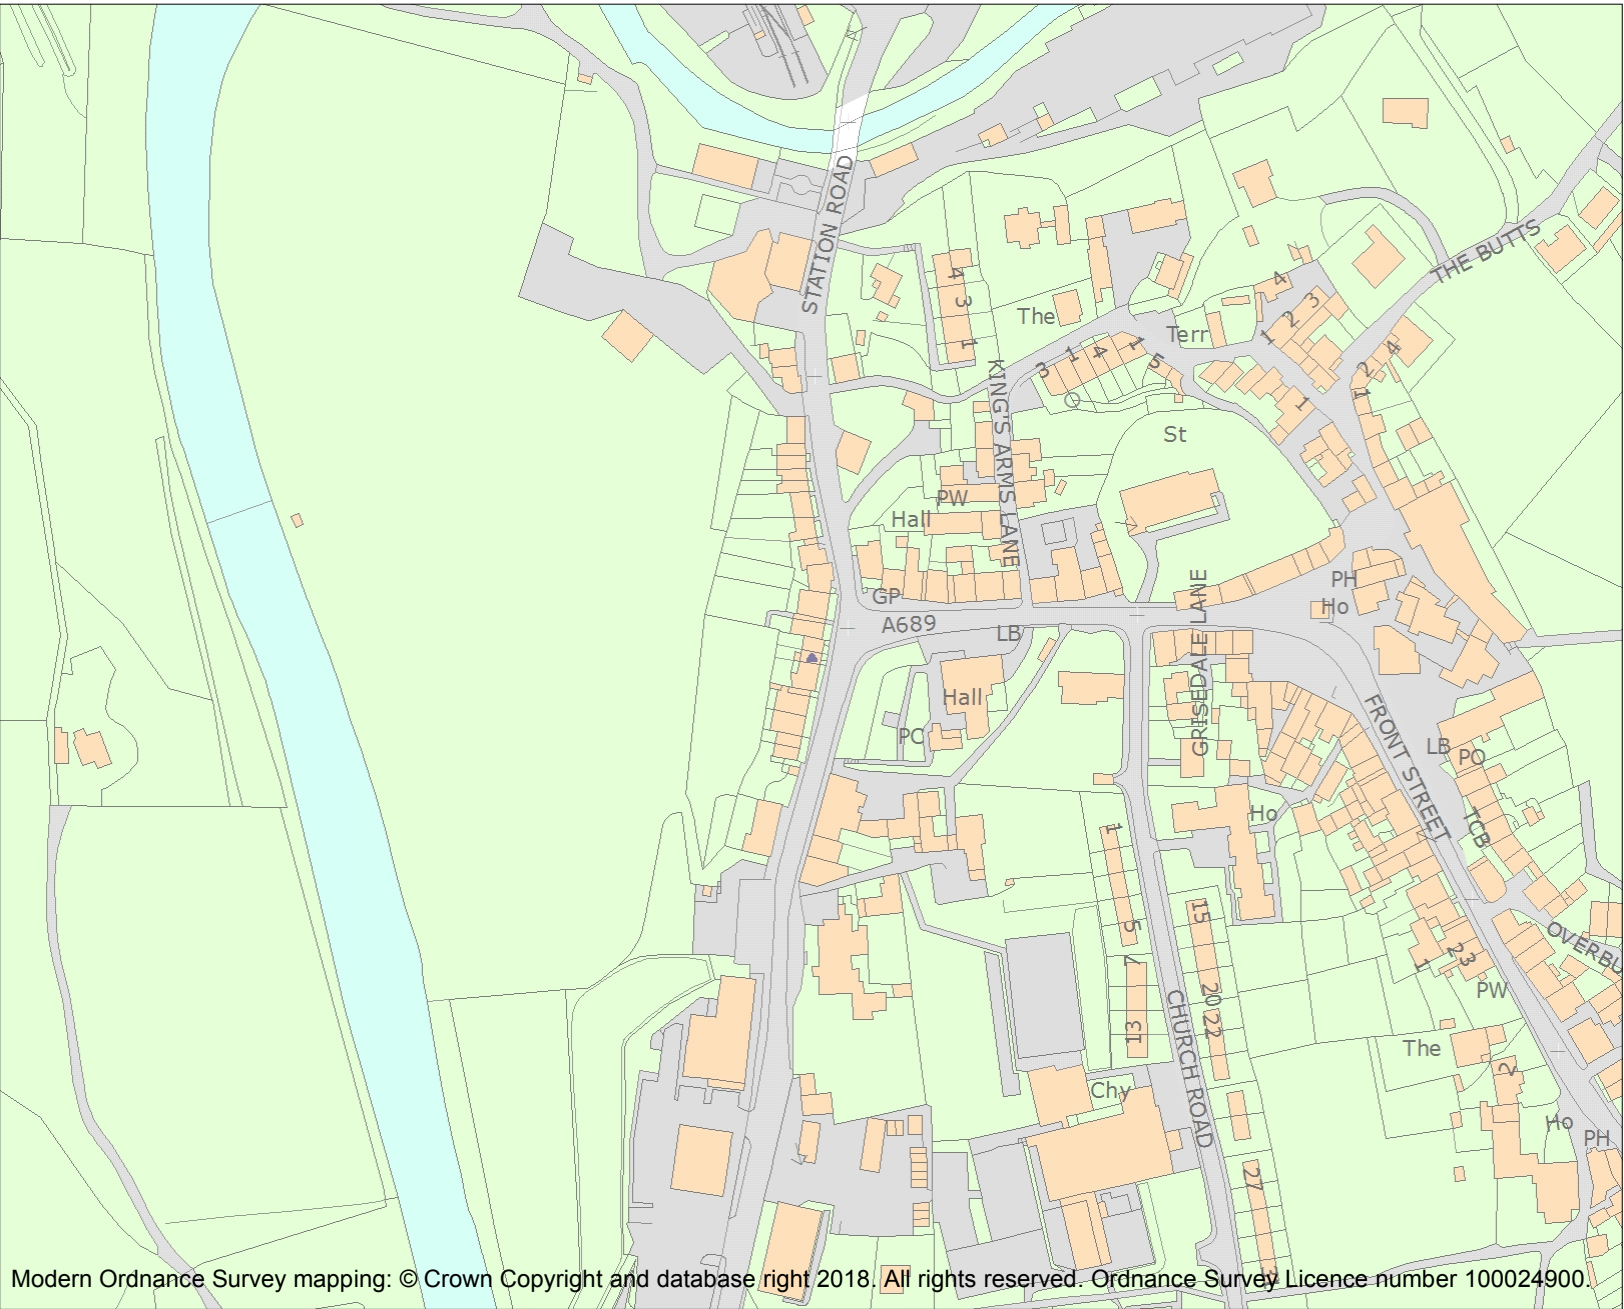 STATION ROAD
THE BUTTS
4
3
1
The
3
1
4
1
5
Terr
4
3
2
1
4
2
1
1
KING'S ARMS LANE
St
PW
Hall
GP
A689
LB
GRISEDALE LANE
PH
Ho
Hall
PC
FRONT STREET
LB
PO
TCB
Ho
1
5
7
13
15
20
22
27
CHURCH ROAD
OVERBU
23
1
PW
The
2
Chy
Ho
PH
Modern Ordnance Survey mapping: © Crown Copyright and database right 2018. All rights reserved. Ordnance Survey Licence number 100024900.